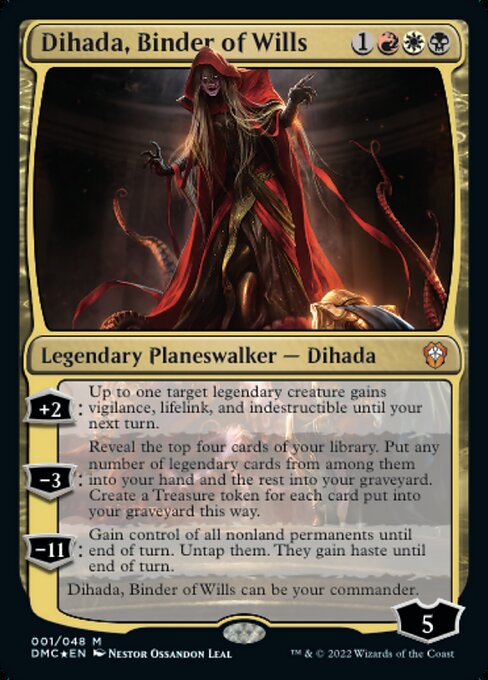 Dihada, Binder of Wills 1
Legendary Planeswalker — Dihada
+2: Up to one target legendary creature gains
vigilance, lifelink, and indestructible until your
next turn.
Reveal the top four cards of your library. Put any
number of legendary cards from among them
-3: into your hand and the rest into your graveyard.
Create a Treasure token for each card put into
your graveyard this way.
Gain control of all nonland permanents until
-11: end of turn. Untap them. They gain haste until
end of turn.
Dihada, Binder of Wills can be your commander.
5
001/048 M
DMC★EN Nestor Ossandon Leal
™ & © 2022 Wizards of the Coast